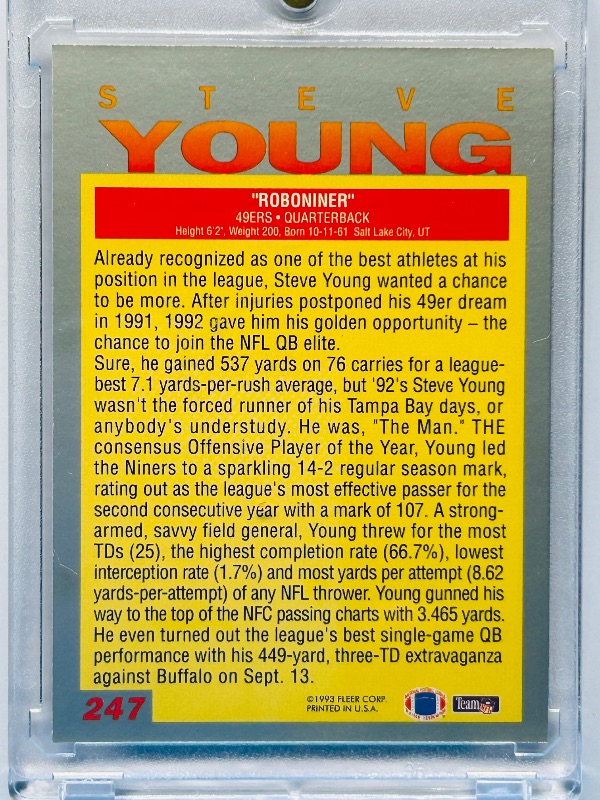 STEVE
YOUNG
"ROBONINER"
49ERS • QUARTERBACK
Height 6'2", Weight 200, Born 10-11-61 Salt Lake City, UT
Already recognized as one of the best athletes at his
position in the league, Steve Young wanted a chance
to be more. After injuries postponed his 49er dream
in 1991, 1992 gave him his golden opportunity – the
chance to join the NFL QB elite.
Sure, he gained 537 yards on 76 carries for a league-
best 7.1 yards-per-rush average, but '92's Steve Young
wasn't the forced runner of his Tampa Bay days, or
anybody's understudy. He was, "The Man." THE
consensus Offensive Player of the Year, Young led
the Niners to a sparkling 14-2 regular season mark,
rating out as the league's most effective passer for the
second consecutive year with a mark of 107. A strong-
armed, savvy field general, Young threw for the most
TDs (25), the highest completion rate (66.7%), lowest
interception rate (1.7%) and most yards per attempt (8.62
yards-per-attempt) of any NFL thrower. Young gunned his
way to the top of the NFC passing charts with 3.465 yards.
He even turned out the league's best single-game QB
performance with his 449-yard, three-TD extravaganza
against Buffalo on Sept. 13.
247
©1993 FLEER CORP.
PRINTED IN U.S.A.
Team NFL